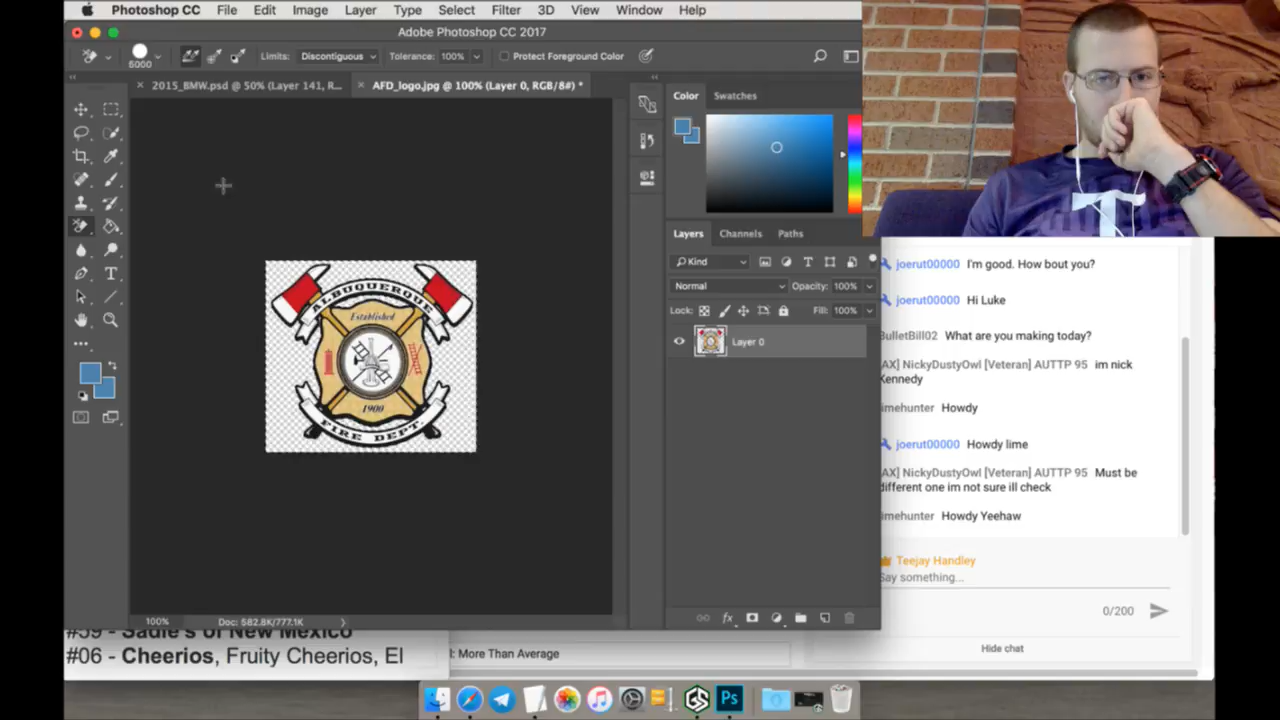 Photoshop CC File Edit Image Layer Type Select Filter 3D View Window Help
Adobe Photoshop CC 2017
5000 Limits: Discontiguous Tolerance: 100% Protect Foreground Color
2015_BMW.psd @ 50% (Layer 141, R... AFD_logo.jpg @ 100% (Layer 0, RGB/8#) *
Color Swatches
Layers Channels Paths
Kind
Normal Opacity: 100%
Lock: Fill: 100%
Layer 0
ALBUQUERQUE
Established
1900
FIRE DEPT.
100% Doc: 582.8K/777.1K
fx
joerut00000 I'm good. How bout you?
joerut00000 Hi Luke
BulletBill02 What are you making today?
AX] NickyDustyOwl [Veteran] AUTTP 95 im nick
Kennedy
imehunter Howdy
joerut00000 Howdy lime
AX] NickyDustyOwl [Veteran] AUTTP 95 Must be
different one im not sure ill check
imehunter Howdy Yeehaw
Teejay Handley
Say something...
0/200
Hide chat
#59 - Sadie's of New Mexico
#06 - Cheerios, Fruity Cheerios, El
l: More Than Average
Ps